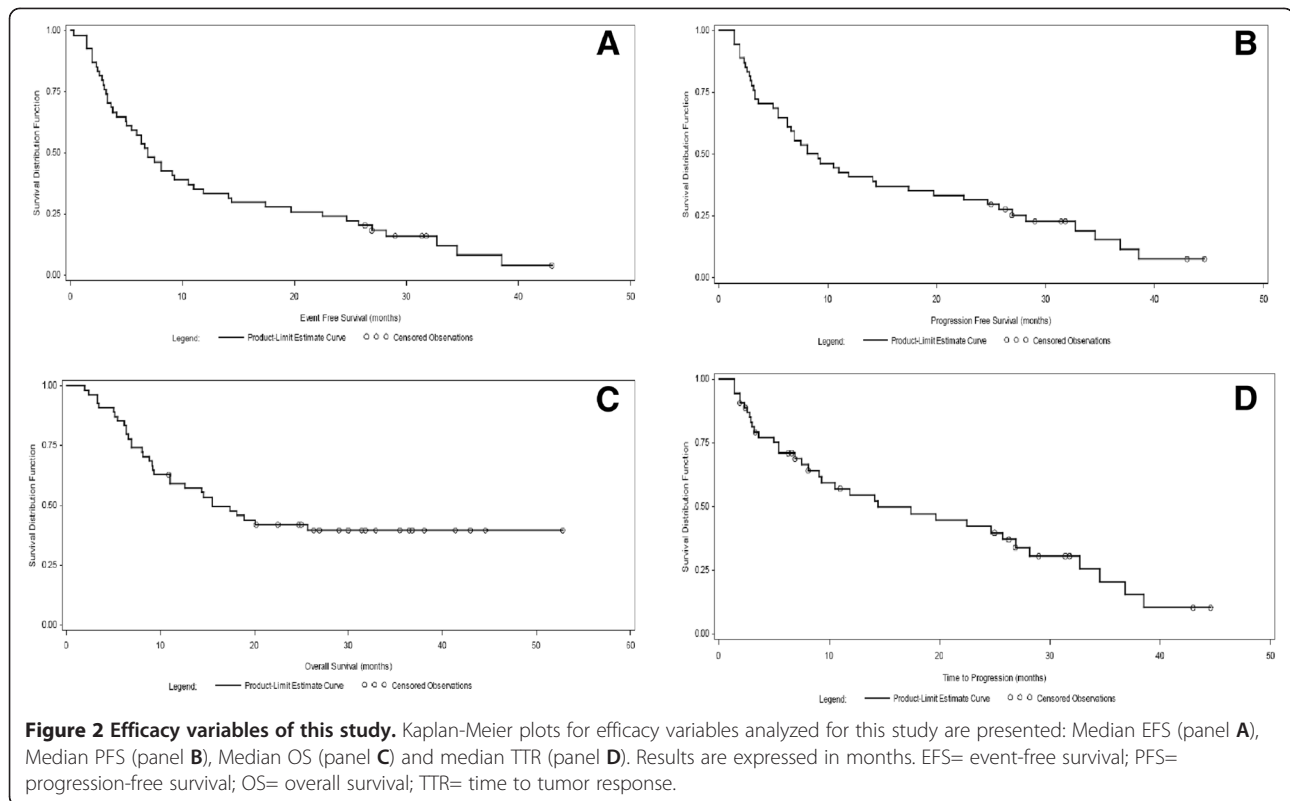 A
Survival Distribution Function
1.00
0.75
0.50
0.25
0.00
0 10 20 30 40 50
Event Free Survival (months)
Legend: Product-Limit Estimate Curve Censored Observations
B
Survival Distribution Function
1.00
0.75
0.50
0.25
0.00
0 10 20 30 40 50
Progression Free Survival (months)
Legend: Product-Limit Estimate Curve Censored Observations
C
Survival Distribution Function
1.00
0.75
0.50
0.25
0.00
0 10 20 30 40 50 60
Overall Survival (months)
Legend: Product-Limit Estimate Curve Censored Observations
D
Survival Distribution Function
1.00
0.75
0.50
0.25
0.00
0 10 20 30 40 50
Time to Progression (months)
Legend: Product-Limit Estimate Curve Censored Observations
Figure 2 Efficacy variables of this study. Kaplan-Meier plots for efficacy variables analyzed for this study are presented: Median EFS (panel A),
Median PFS (panel B), Median OS (panel C) and median TTR (panel D). Results are expressed in months. EFS= event-free survival; PFS=
progression-free survival; OS= overall survival; TTR= time to tumor response.